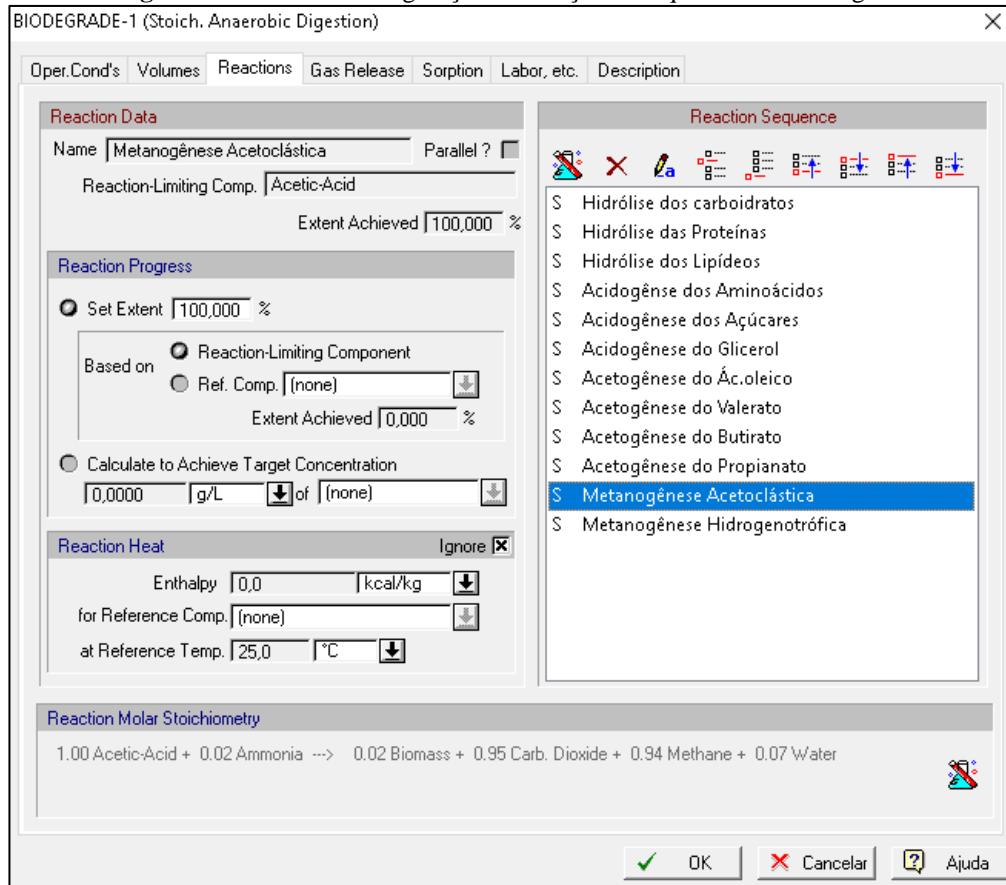 BIODEGRADE-1 (Stoich. Anaerobic Digestion)
Oper.Cond's Volumes Reactions Gas Release Sorption Labor, etc. Description
Reaction Data
Name Metanogênese Acetoclástica Parallel ?
Reaction-Limiting Comp. Acetic-Acid
Extent Achieved 100,000 %
Reaction Progress
Set Extent 100,000 %
Based on
Reaction-Limiting Component
Ref. Comp. (none)
Extent Achieved 0,000 %
Calculate to Achieve Target Concentration
0,0000 g/L of (none)
Reaction Heat Ignore
Enthalpy 0,0 kcal/kg
for Reference Comp. (none)
at Reference Temp. 25,0 °C
Reaction Sequence
S Hidrólise dos carboidratos
S Hidrólise das Proteínas
S Hidrólise dos Lipídeos
S Acidogênse dos Aminoácidos
S Acidogênese dos Açúcares
S Acidogênese do Glicerol
S Acetogênese do Ác.oleico
S Acetogênese do Valerato
S Acetogênese do Butirato
S Acetogênese do Propianato
S Metanogênese Acetoclástica
S Metanogênese Hidrogenotrófica
Reaction Molar Stoichiometry
1.00 Acetic-Acid + 0.02 Ammonia ---> 0.02 Biomass + 0.95 Carb. Dioxide + 0.94 Methane + 0.07 Water
OK Cancelar Ajuda